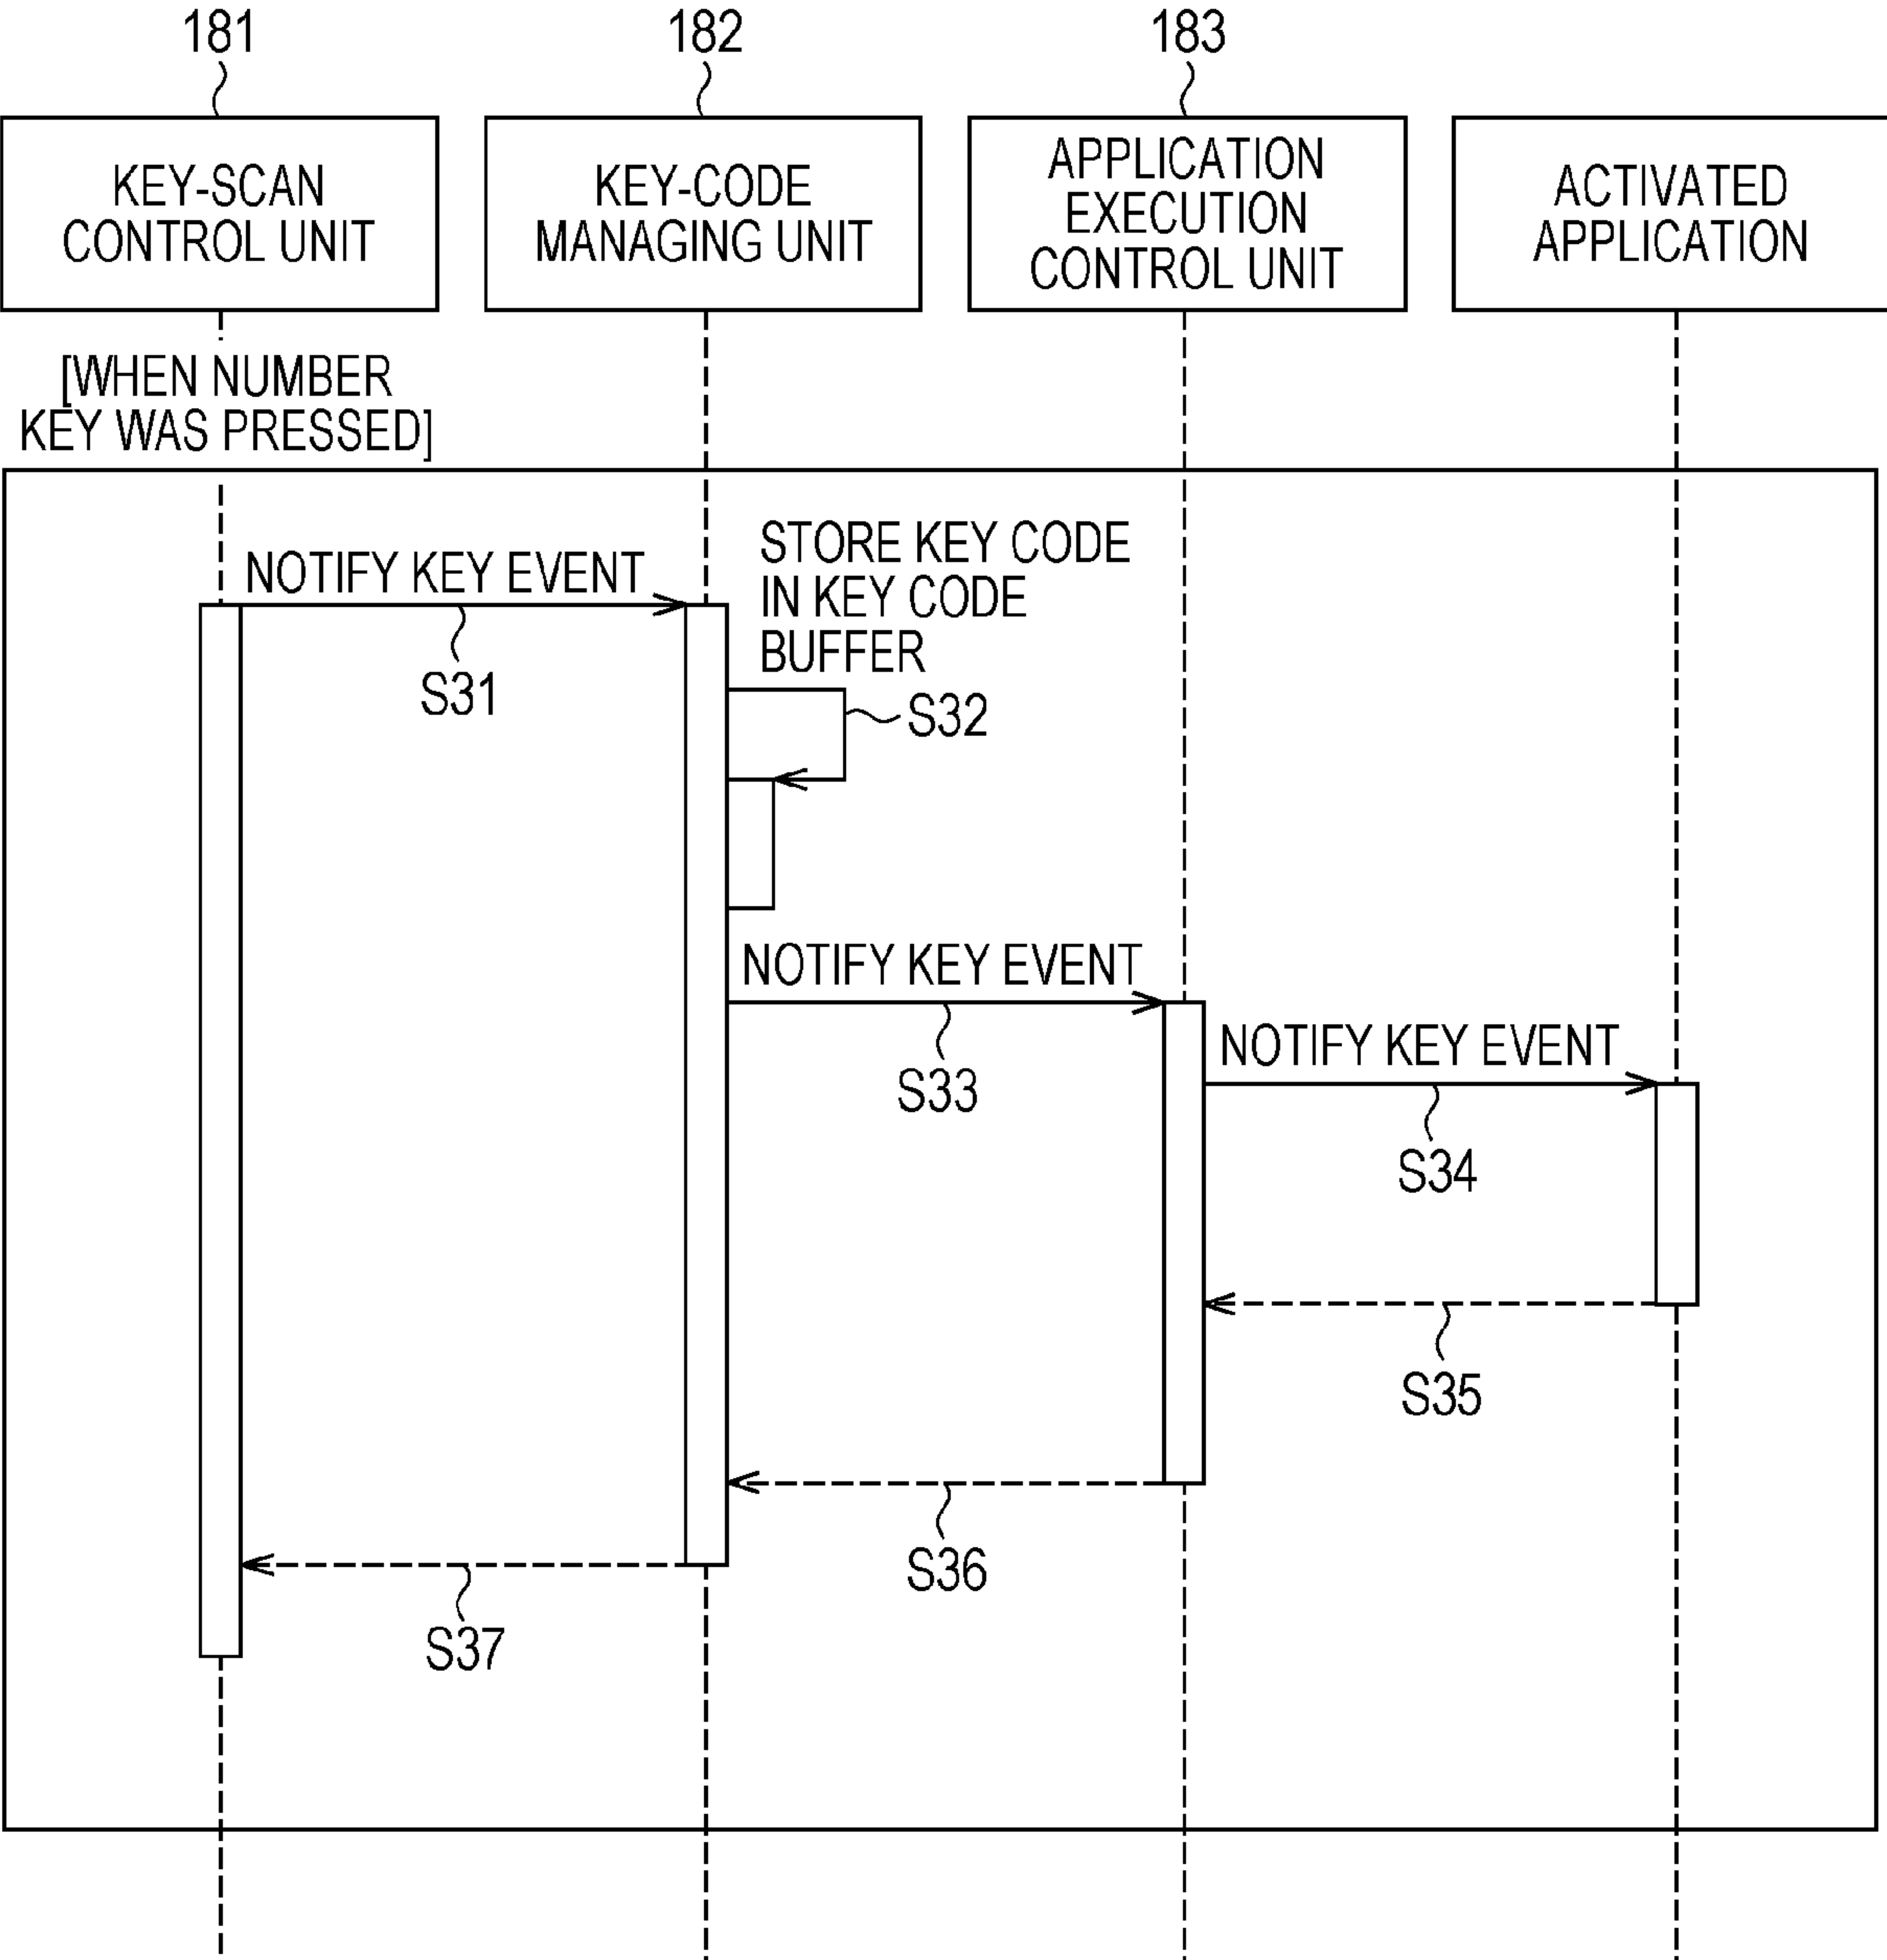 181
182
183
KEY-SCAN
CONTROL UNIT
KEY-CODE
MANAGING UNIT
APPLICATION
EXECUTION
CONTROL UNIT
ACTIVATED
APPLICATION
[WHEN NUMBER
KEY WAS PRESSED]
NOTIFY KEY EVENT
S31
STORE KEY CODE
IN KEY CODE
BUFFER
S32
NOTIFY KEY EVENT
S33
NOTIFY KEY EVENT
S34
S35
S36
S37